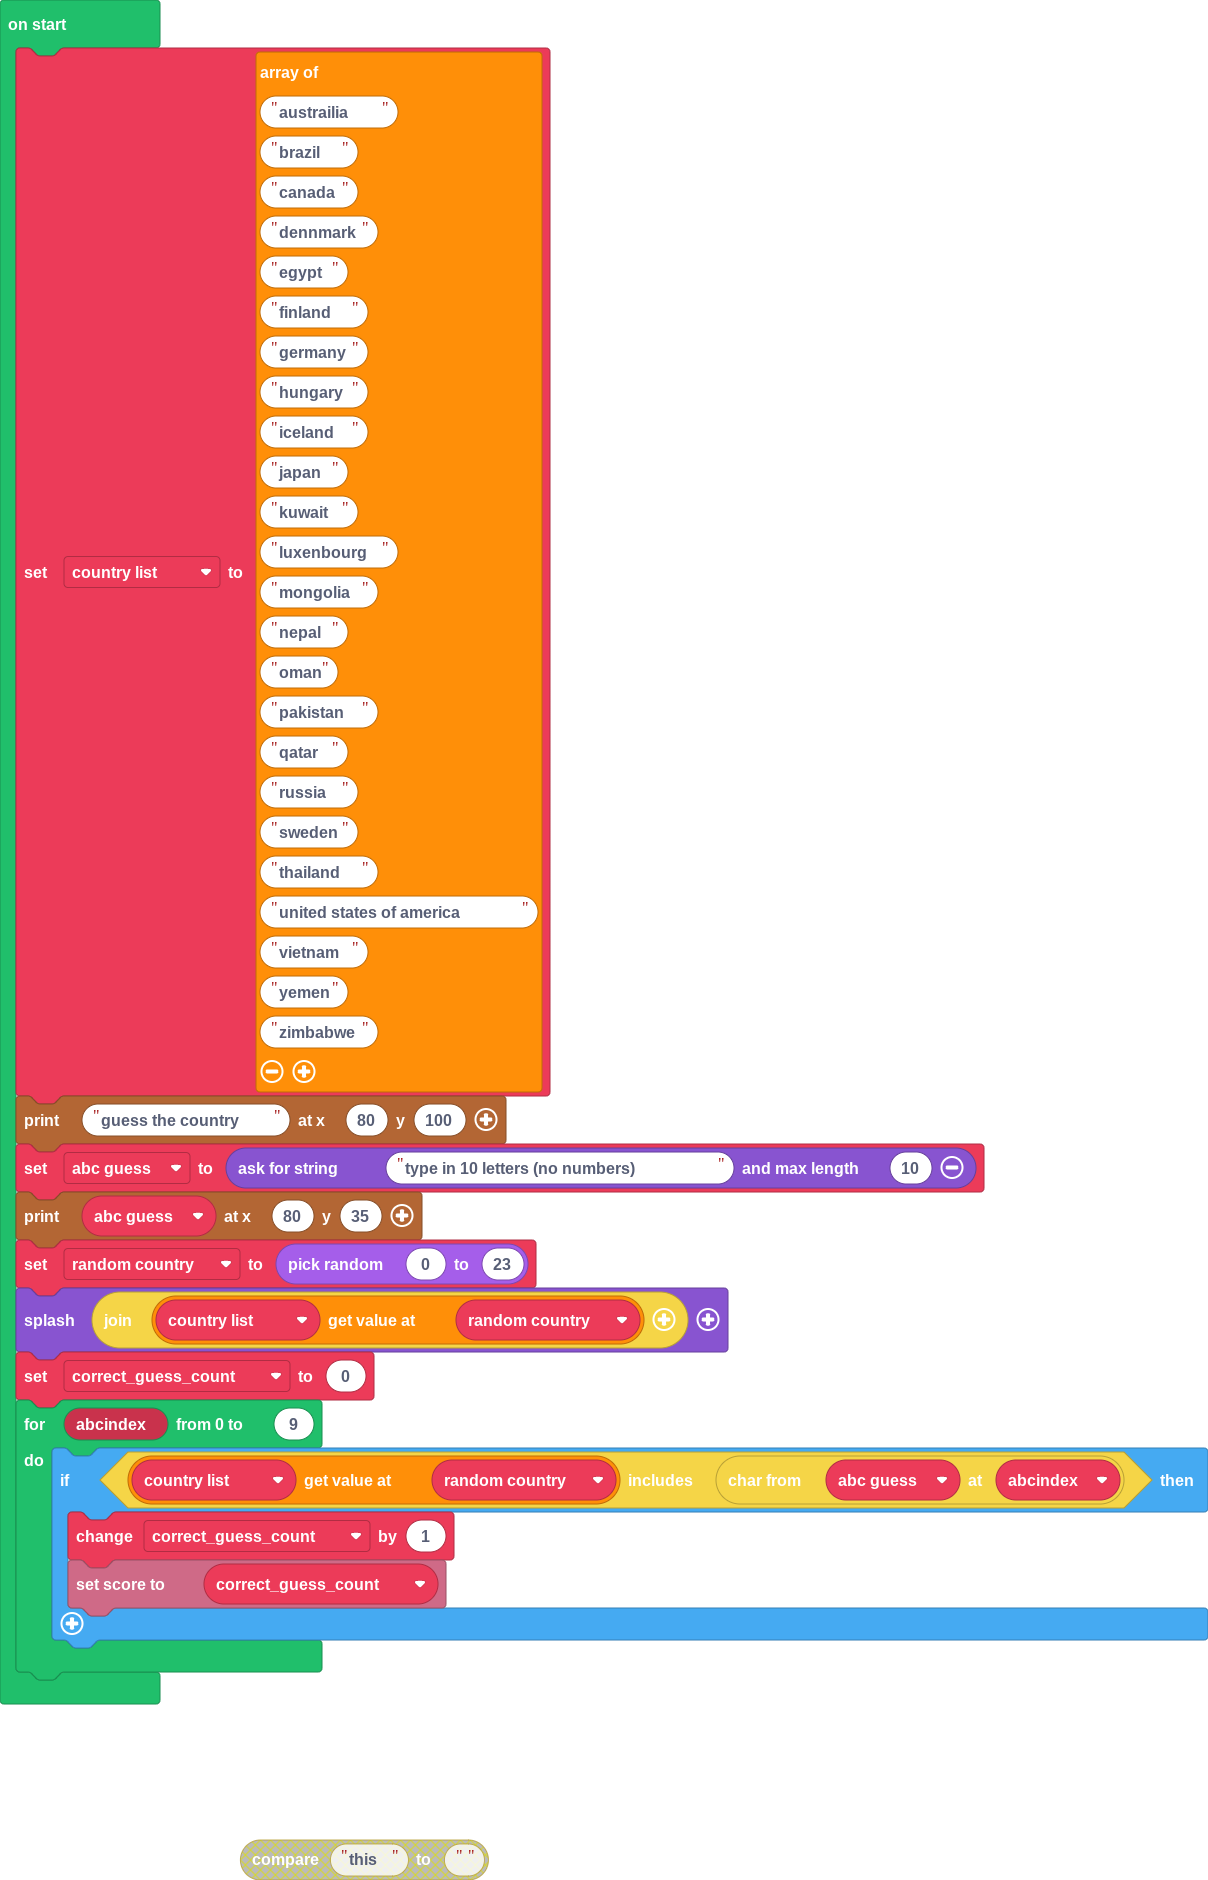 on start
array of
"austrailia"
"brazil"
"canada"
"dennmark"
"egypt"
"finland"
"germany"
"hungary"
"iceland"
"japan"
"kuwait"
"luxenbourg"
set country list to
"mongolia"
"nepal"
"oman"
"pakistan"
"qatar"
"russia"
"sweden"
"thailand"
"united states of america"
"vietnam"
"yemen"
"zimbabwe"
print "guess the country" at x 80 y 100
set abc guess to ask for string "type in 10 letters (no numbers)" and max length 10
print abc guess at x 80 y 35
set random country to pick random 0 to 23
splash join country list get value at random country
set correct_guess_count to 0
for abcindex from 0 to 9
do
if country list get value at random country includes char from abc guess at abcindex then
change correct_guess_count by 1
set score to correct_guess_count
compare "this" to " "